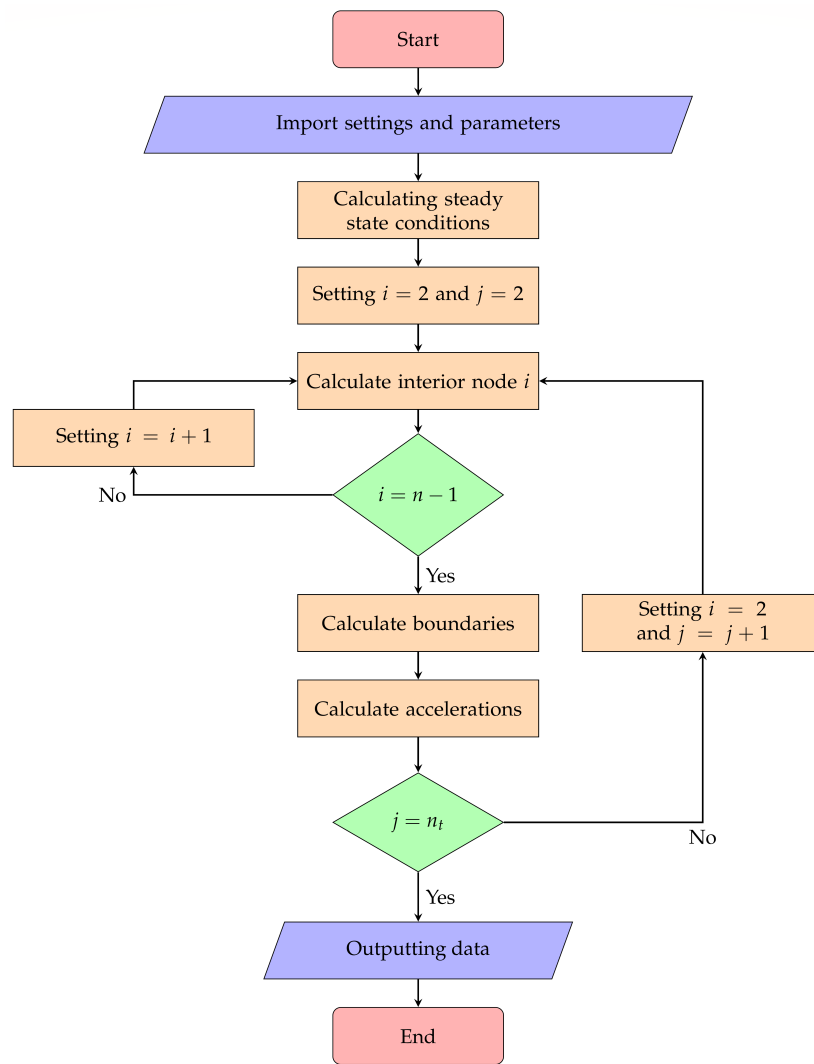 Start
Import settings and parameters
Calculating steady
state conditions
Setting i = 2 and j = 2
Calculate interior node i
Setting i = i + 1
i = n − 1
No
Yes
Calculate boundaries
Setting i = 2
and j = j + 1
Calculate accelerations
j = nₜ
No
Yes
Outputting data
End